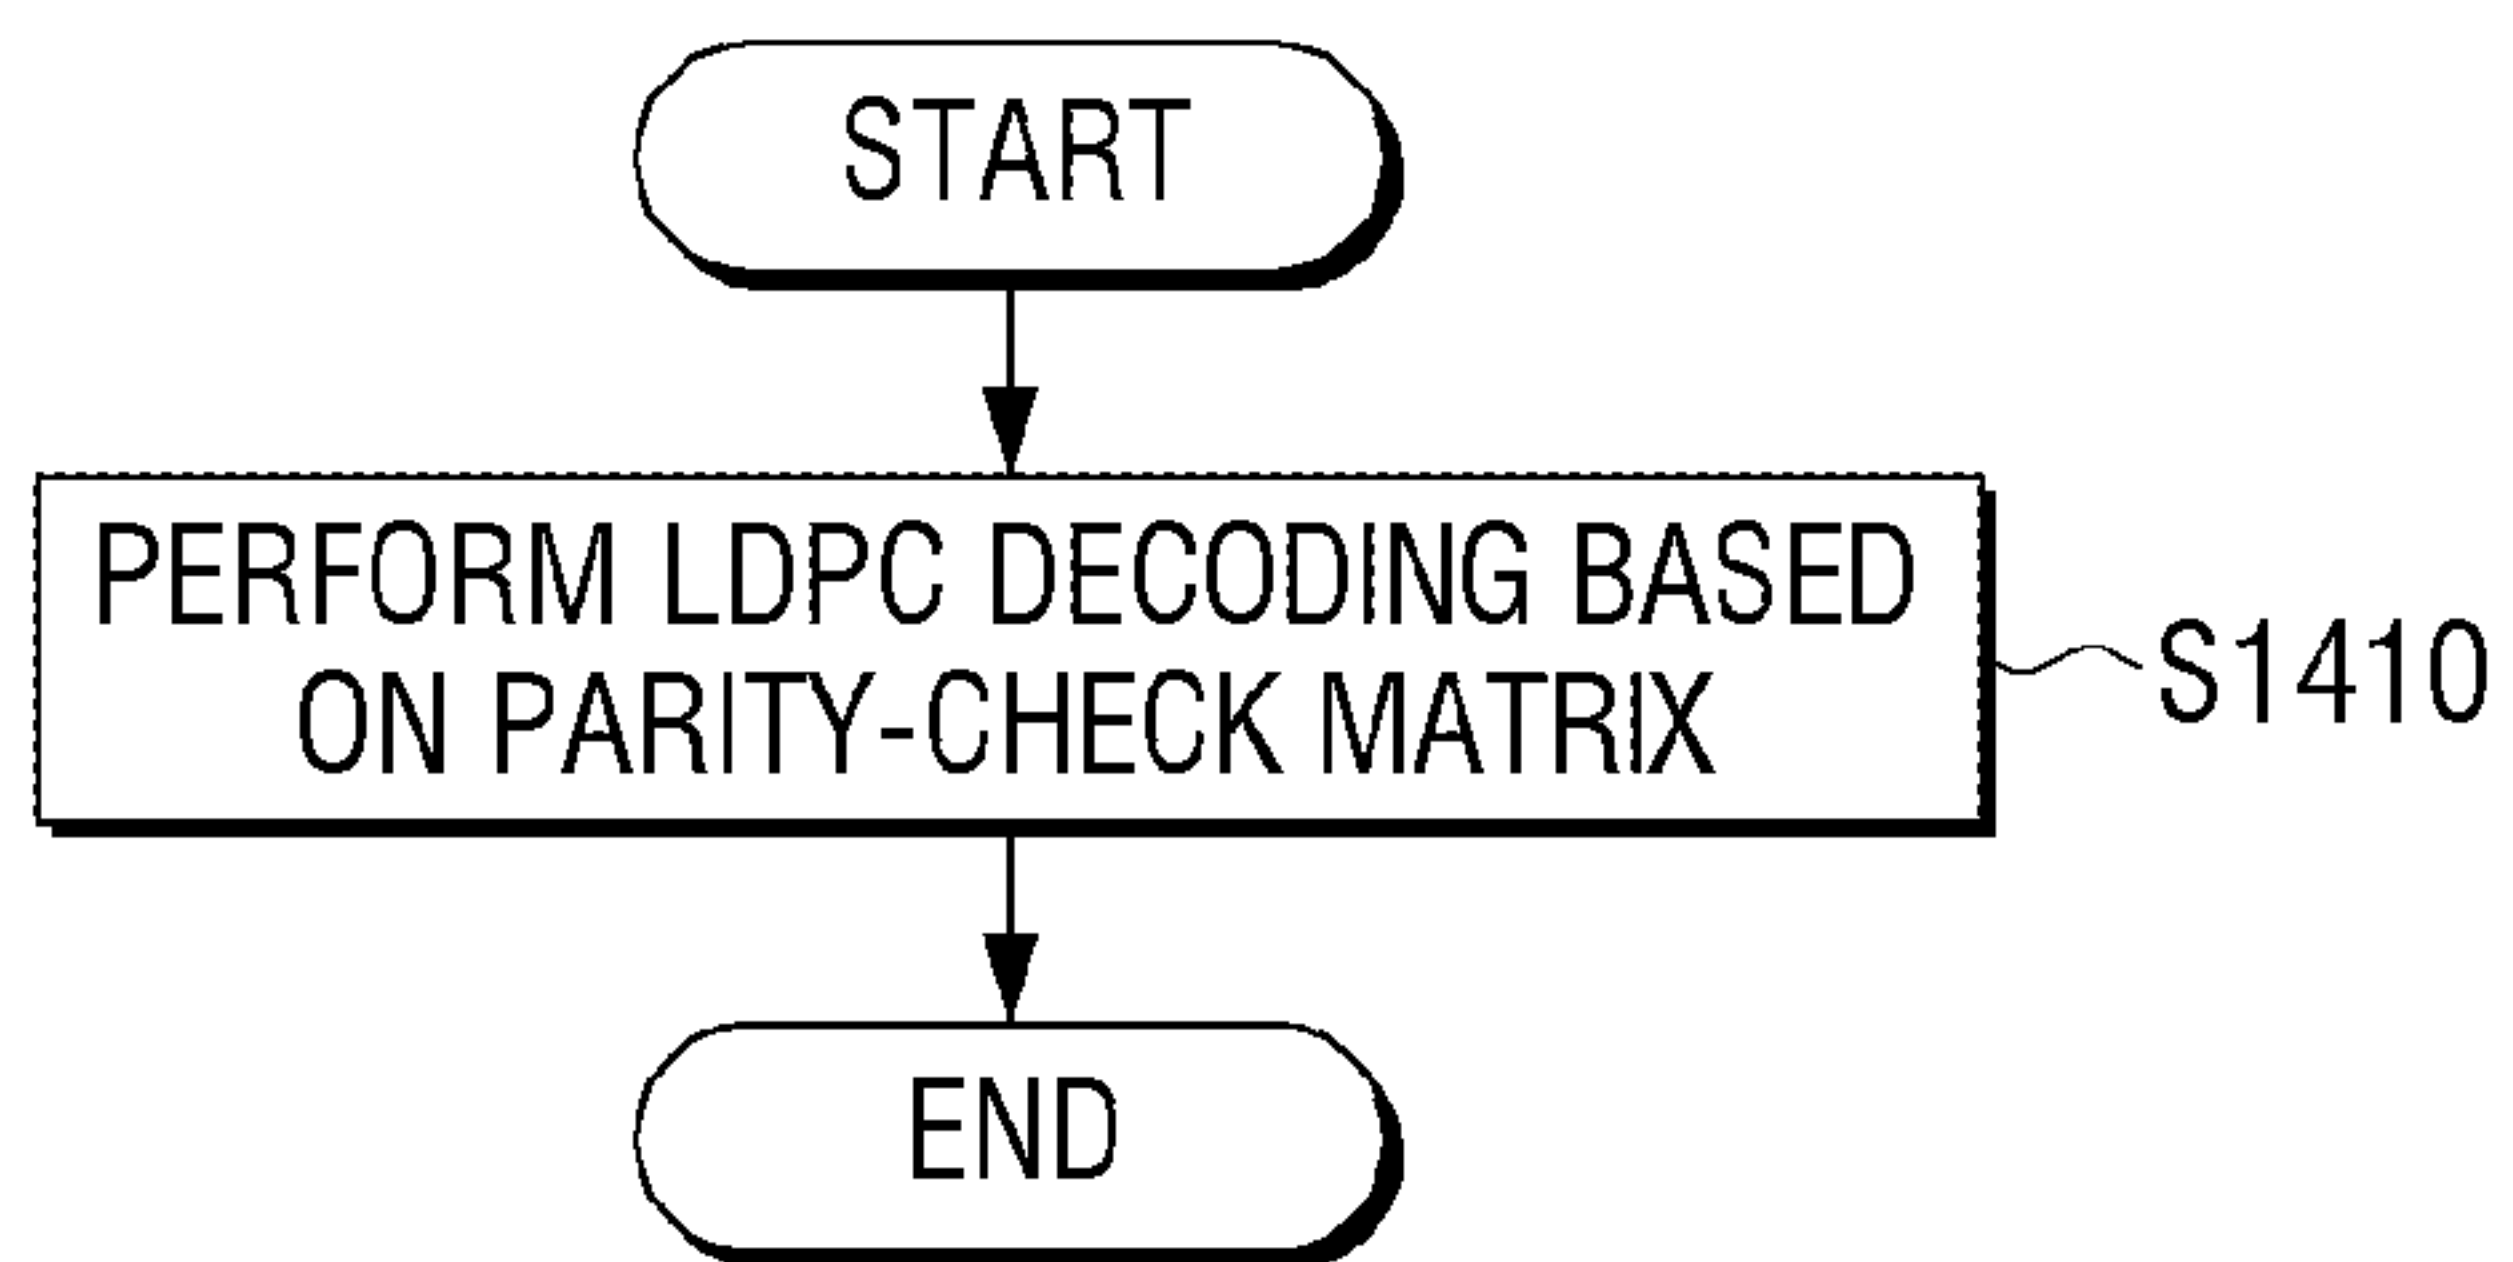 START
PERFORM LDPC DECODING BASED
ON PARITY-CHECK MATRIX
S1410
END